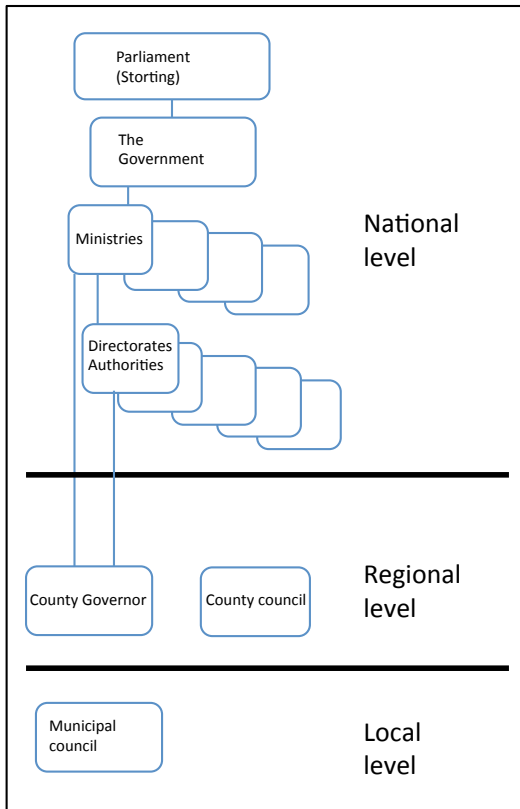 Parliament
(Storting)
The
Government
Ministries
National
level
Directorates
Authorities
County Governor
County council
Regional
level
Municipal
council
Local
level